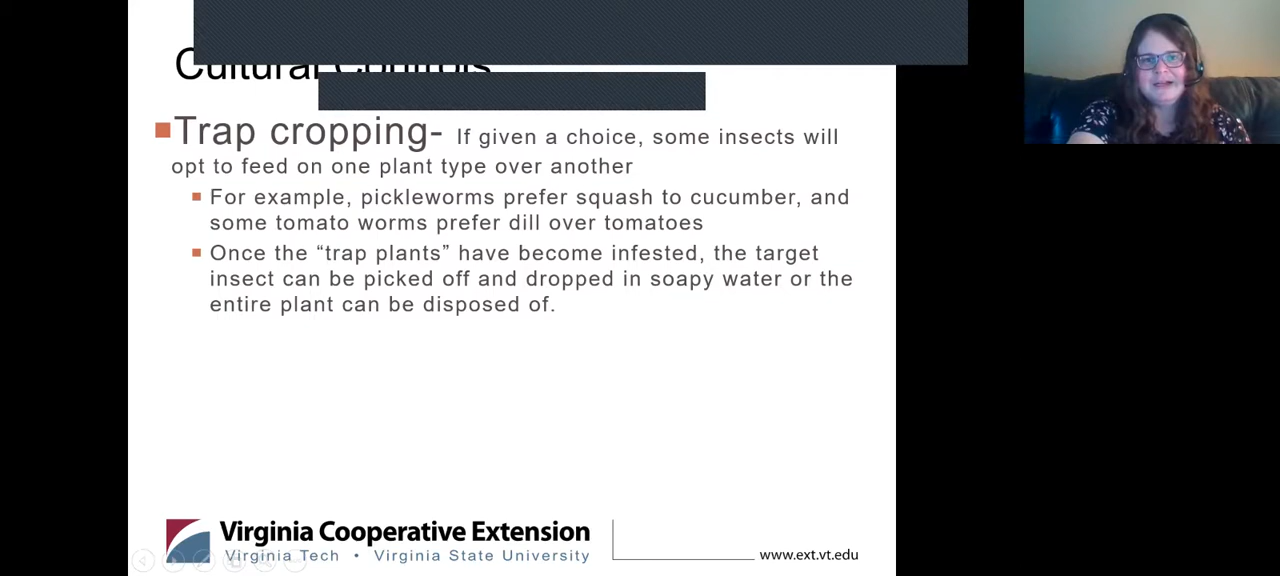 Cultural Controls
Trap cropping- If given a choice, some insects will
opt to feed on one plant type over another
For example, pickleworms prefer squash to cucumber, and
some tomato worms prefer dill over tomatoes
Once the “trap plants” have become infested, the target
insect can be picked off and dropped in soapy water or the
entire plant can be disposed of.
Virginia Cooperative Extension
Virginia Tech • Virginia State University
www.ext.vt.edu